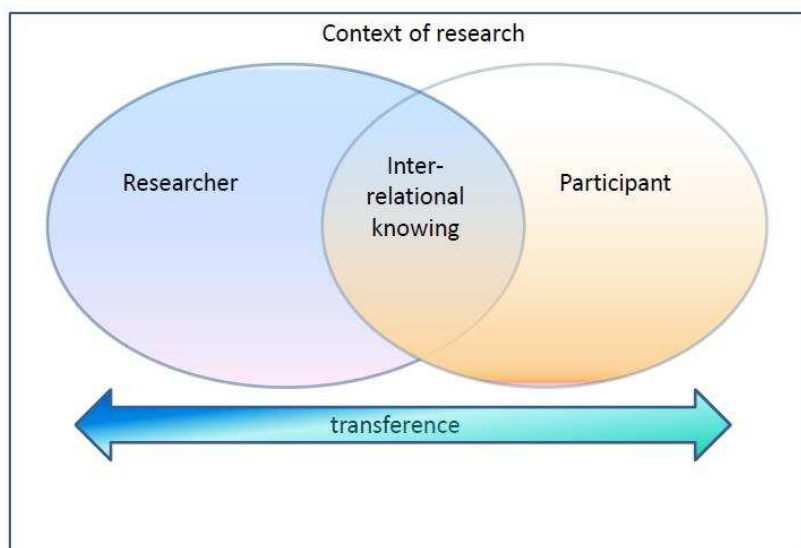 Context of research
Researcher
Inter-
relational
knowing
Participant
transference